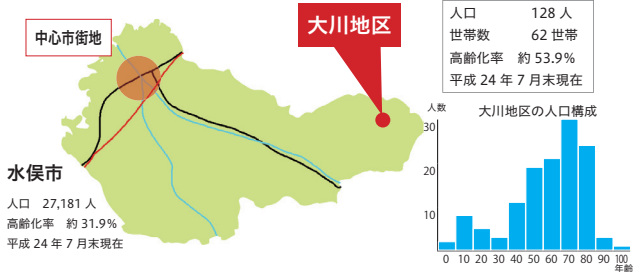 中心市街地
大川地区
人口 128 人
世帯数 62 世帯
高齢化率 約 53.9%
平成 24 年 7 月末現在
水俣市
人口 27,181 人
高齢化率 約 31.9%
平成 24 年 7 月末現在
大川地区の人口構成
人数
30
20
10
0 10 20 30 40 50 60 70 80 90 100
年齢